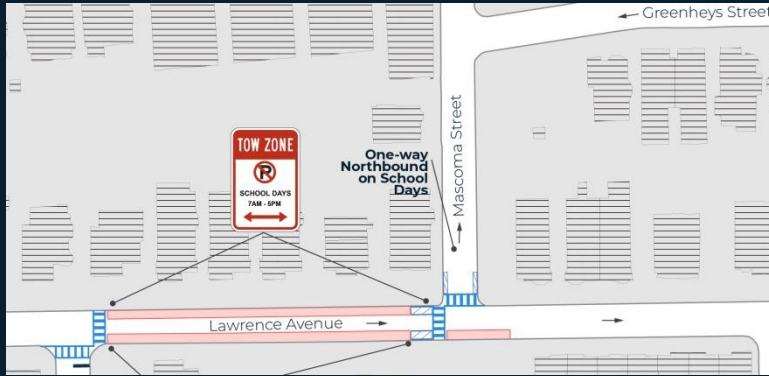 Greenheys Street
TOW ZONE
P
SCHOOL DAYS
7AM - 5PM
One-way
Northbound
on School
Days
Mascoma Street
Lawrence Avenue